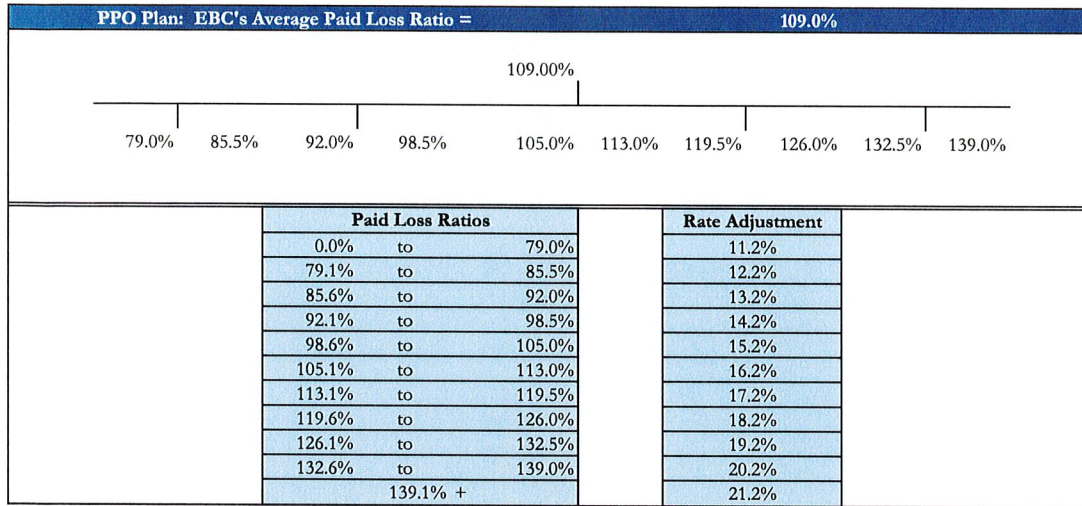 PPO Plan: EBC's Average Paid Loss Ratio = 109.0%
109.00%
79.0% 85.5% 92.0% 98.5% 105.0% 113.0% 119.5% 126.0% 132.5% 139.0%
Paid Loss Ratios Rate Adjustment
0.0% to 79.0% 11.2%
79.1% to 85.5% 12.2%
85.6% to 92.0% 13.2%
92.1% to 98.5% 14.2%
98.6% to 105.0% 15.2%
105.1% to 113.0% 16.2%
113.1% to 119.5% 17.2%
119.6% to 126.0% 18.2%
126.1% to 132.5% 19.2%
132.6% to 139.0% 20.2%
139.1% + 21.2%